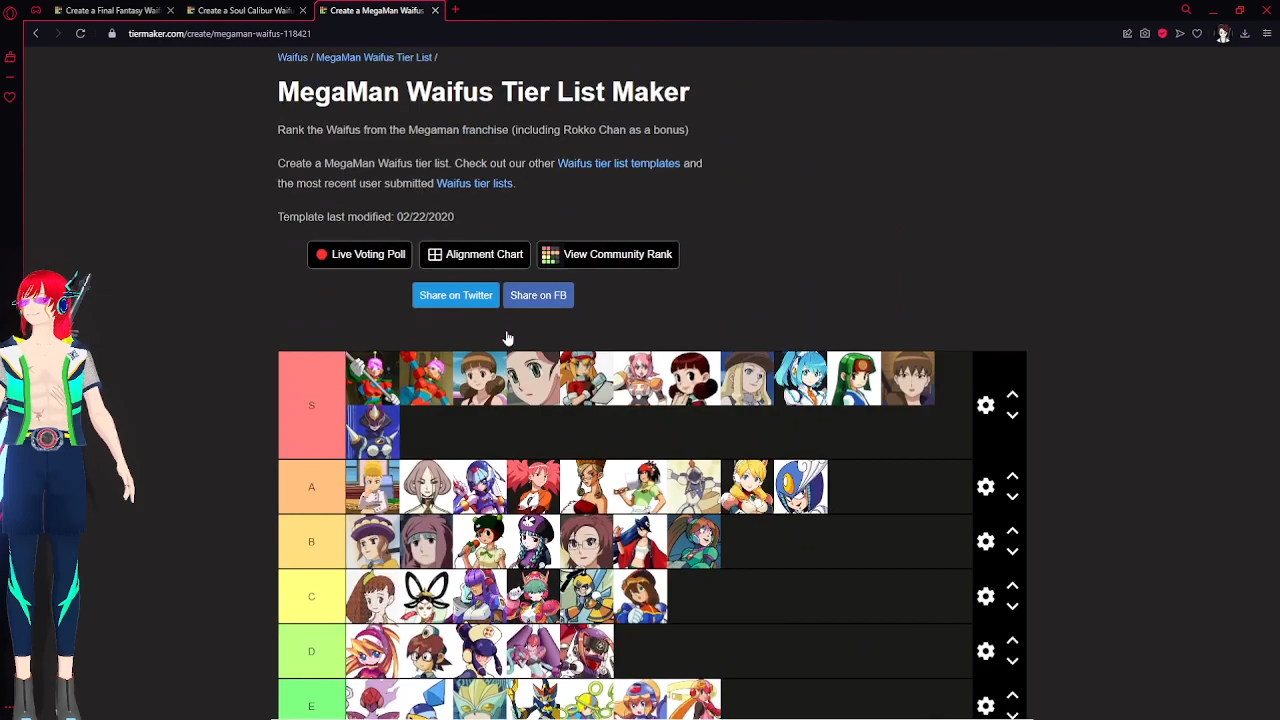 Create a Final Fantasy Waifu
Create a Soul Calibur Waifus
Create a MegaMan Waifus
tiermaker.com/create/megaman-waifus-118421
Waifus / MegaMan Waifus Tier List /
MegaMan Waifus Tier List Maker
Rank the Waifus from the Megaman franchise (including Rokko Chan as a bonus)
Create a MegaMan Waifus tier list. Check out our other Waifus tier list templates and
the most recent user submitted Waifus tier lists.
Template last modified: 02/22/2020
Live Voting Poll
Alignment Chart
View Community Rank
Share on Twitter
Share on FB
S
A
B
C
D
E